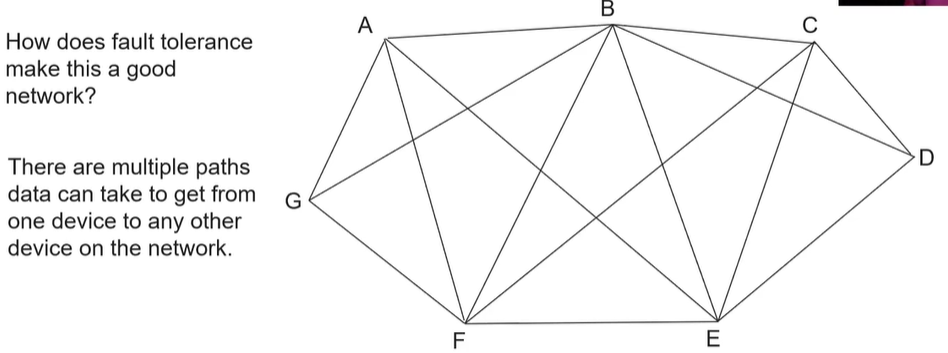 How does fault tolerance
make this a good
network?
There are multiple paths
data can take to get from
one device to any other
device on the network.
A
B
C
D
G
F
E